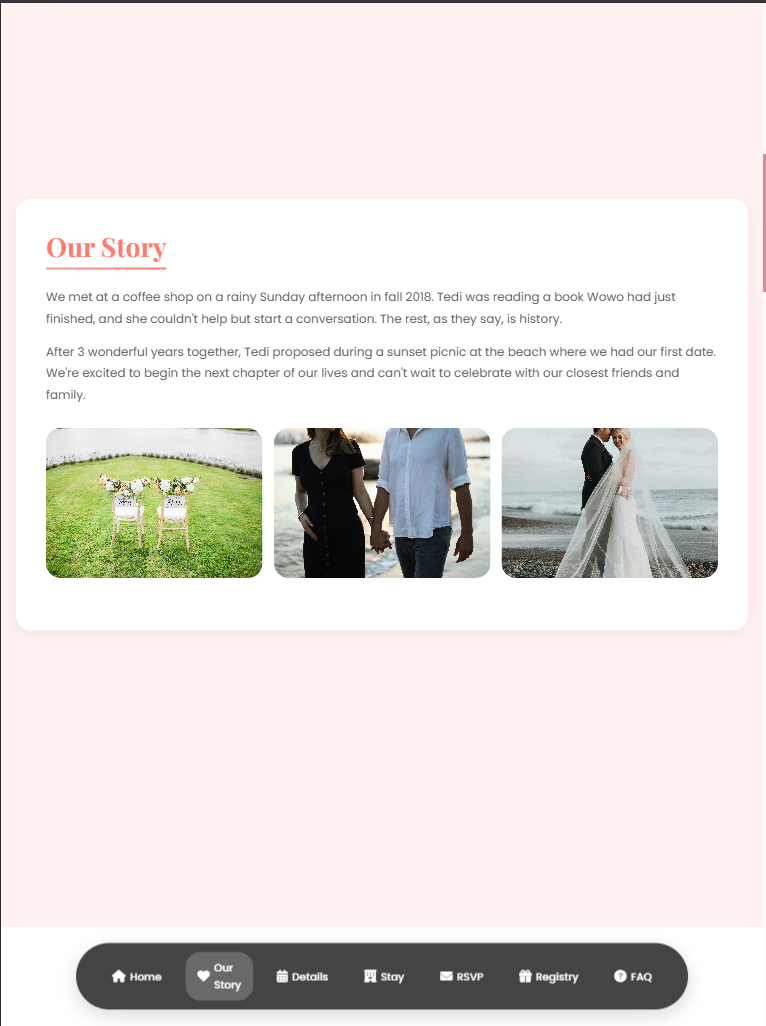 Our Story
We met at a coffee shop on a rainy Sunday afternoon in fall 2018. Tedi was reading a book Wowo had just
finished, and she couldn't help but start a conversation. The rest, as they say, is history.
After 3 wonderful years together, Tedi proposed during a sunset picnic at the beach where we had our first date.
We're excited to begin the next chapter of our lives and can't wait to celebrate with our closest friends and
family.
Home
Our
Story
Details
Stay
RSVP
Registry
FAQ